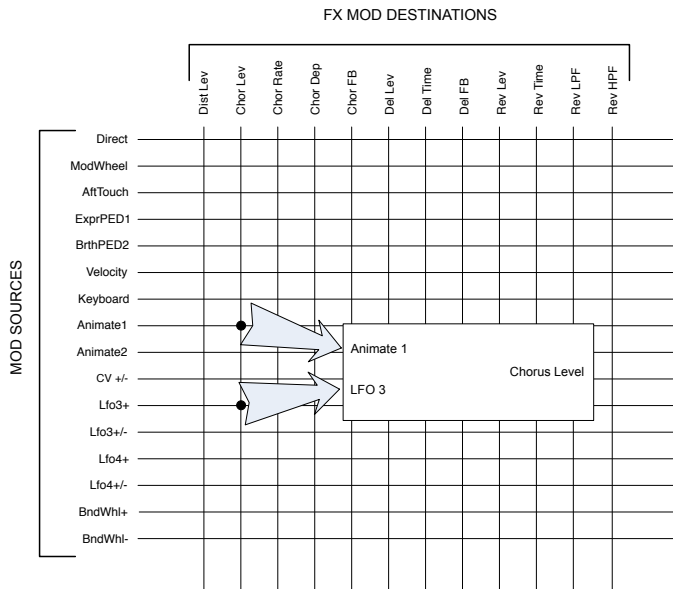 FX MOD DESTINATIONS
Dist Lev
Chor Lev
Chor Rate
Chor Dep
Chor FB
Del Lev
Del Time
Del FB
Rev Lev
Rev Time
Rev LPF
Rev HPF
MOD SOURCES
Direct
ModWheel
AftTouch
ExprPED1
BrthPED2
Velocity
Keyboard
Animate1
Animate2
CV +/-
Lfo3+
Lfo3+/-
Lfo4+
Lfo4+/-
BndWhl+
BndWhl-
Animate 1
Chorus Level
LFO 3